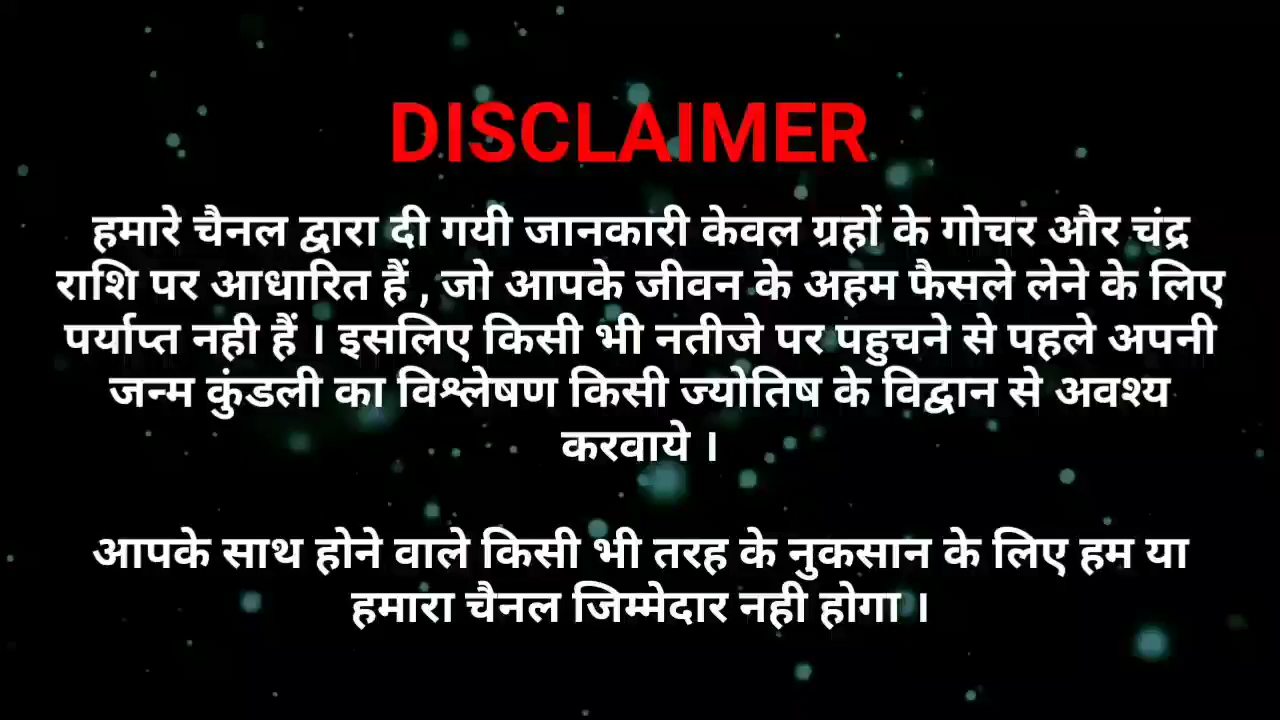 DISCLAIMER
हमारे चैनल द्वारा दी गयी जानकारी केवल ग्रहों के गोचर और चंद्र
राशि पर आधारित हैं , जो आपके जीवन के अहम फैसले लेने के लिए
पर्याप्त नही हैं । इसलिए किसी भी नतीजे पर पहुचने से पहले अपनी
जन्म कुंडली का विश्लेषण किसी ज्योतिष के विद्वान से अवश्य
करवाये ।
आपके साथ होने वाले किसी भी तरह के नुकसान के लिए हम या
हमारा चैनल जिम्मेदार नही होगा ।